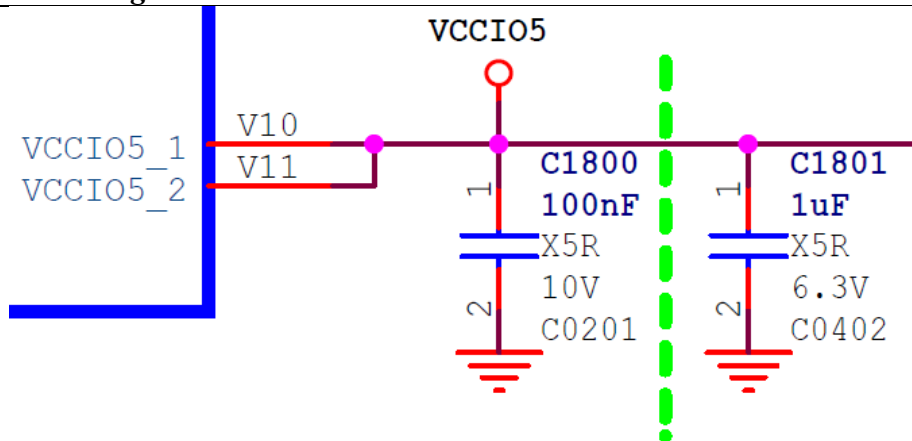 VCCIO5
VCCIO5_1
V10
VCCIO5_2
V11
1
2
C1800
100nF
X5R
10V
C0201
1
2
C1801
1uF
X5R
6.3V
C0402